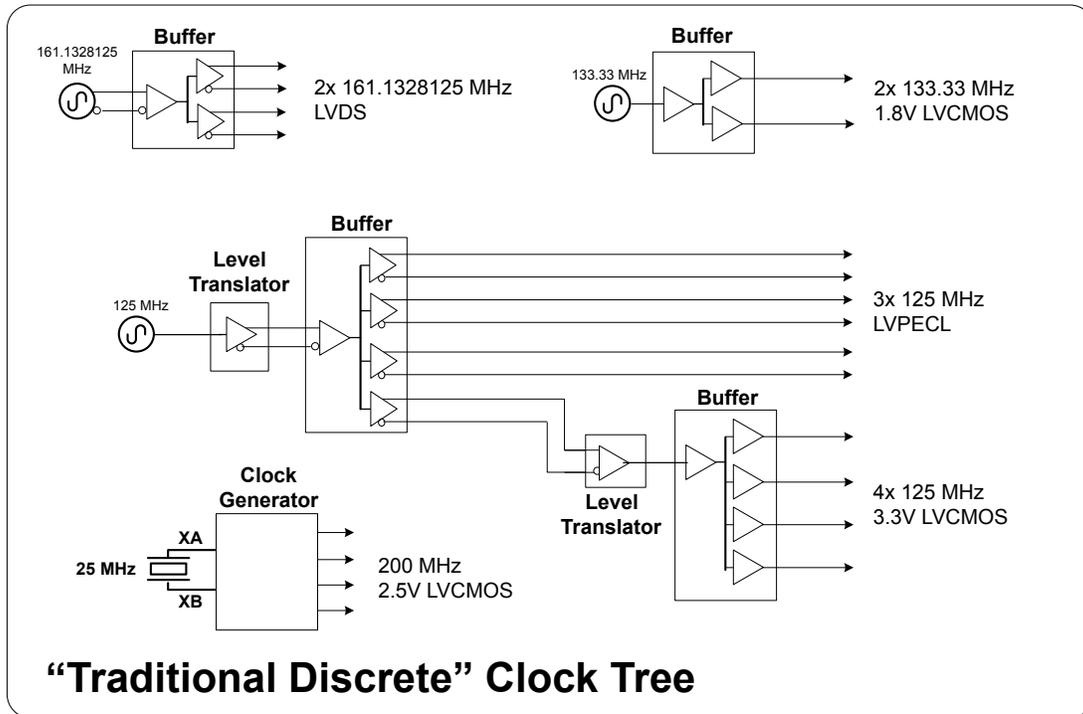 Buffer
161.1328125
MHz
2x 161.1328125 MHz
LVDS
Buffer
133.33 MHz
2x 133.33 MHz
1.8V LVCMOS
Buffer
Level
Translator
125 MHz
3x 125 MHz
LVPECL
Buffer
Level
Translator
4x 125 MHz
3.3V LVCMOS
Clock
Generator
XA
25 MHz
XB
200 MHz
2.5V LVCMOS
“Traditional Discrete” Clock Tree